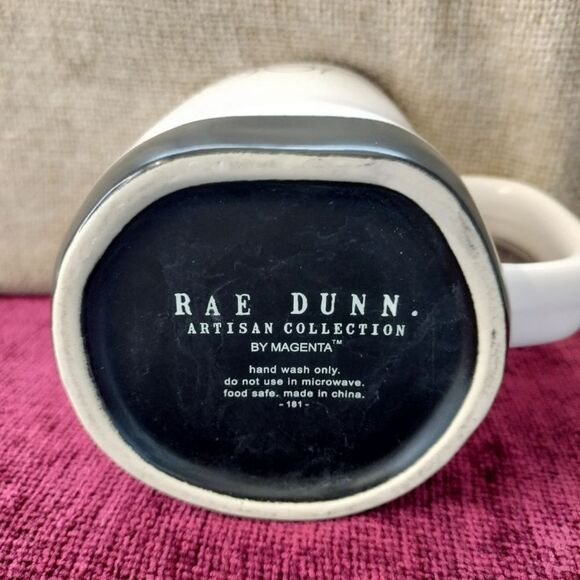 RAE DUNN.
ARTISAN COLLECTION
BY MAGENTA™
hand wash only.
do not use in microwave.
food safe. made in china.
- 181 -